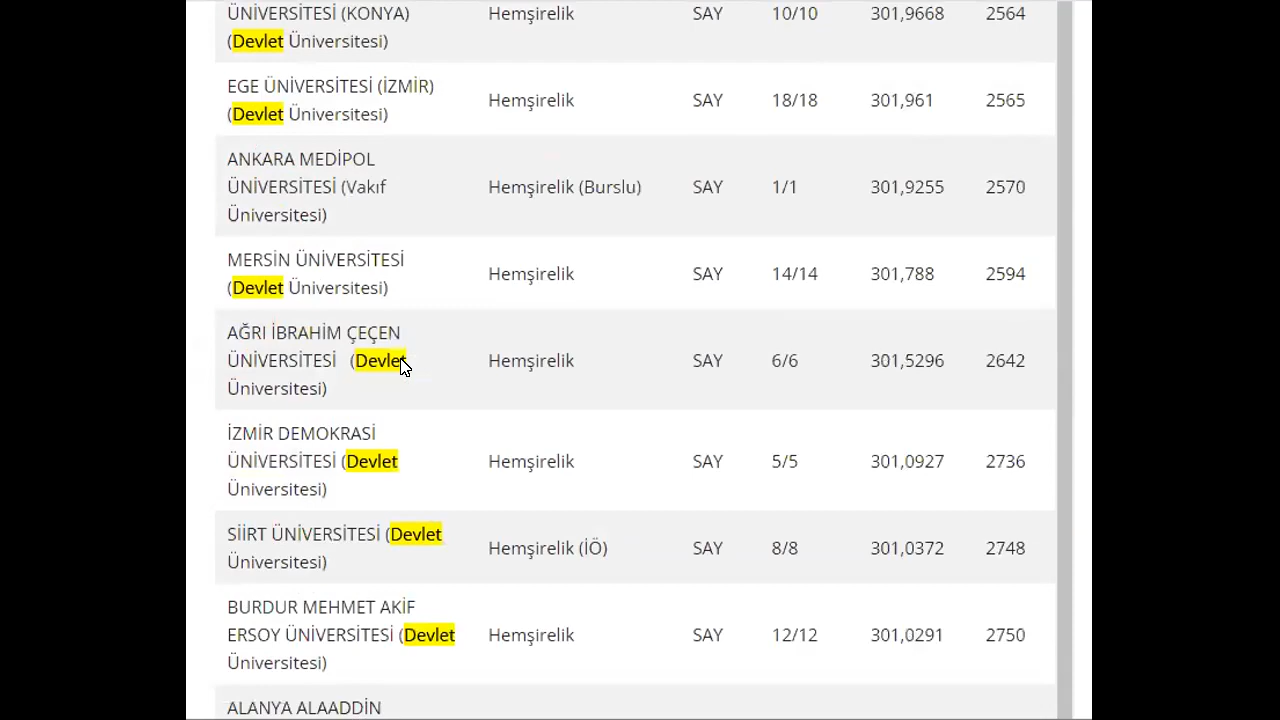 ÜNİVERSİTESİ (KONYA) Hemşirelik SAY 10/10 301,9668 2564
(Devlet Üniversitesi)
EGE ÜNİVERSİTESİ (İZMİR)
(Devlet Üniversitesi) Hemşirelik SAY 18/18 301,961 2565
ANKARA MEDİPOL
ÜNİVERSİTESİ (Vakıf Hemşirelik (Burslu) SAY 1/1 301,9255 2570
Üniversitesi)
MERSİN ÜNİVERSİTESİ
(Devlet Üniversitesi) Hemşirelik SAY 14/14 301,788 2594
AĞRI İBRAHİM ÇEÇEN
ÜNİVERSİTESİ (Devlet Hemşirelik SAY 6/6 301,5296 2642
Üniversitesi)
İZMİR DEMOKRASİ
ÜNİVERSİTESİ (Devlet Hemşirelik SAY 5/5 301,0927 2736
Üniversitesi)
SİİRT ÜNİVERSİTESİ (Devlet
Üniversitesi) Hemşirelik (İÖ) SAY 8/8 301,0372 2748
BURDUR MEHMET AKİF
ERSOY ÜNİVERSİTESİ (Devlet Hemşirelik SAY 12/12 301,0291 2750
Üniversitesi)
ALANYA ALAADDİN